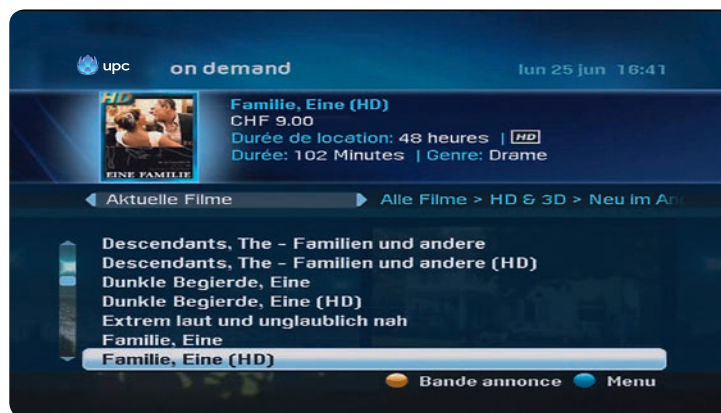 upc on demand lun 25 jun 16:41
HD
Familie, Eine (HD)
CHF 9.00
Durée de location: 48 heures | HD
Durée: 102 Minutes | Genre: Drame
EINE FAMILIE
Aktuelle Filme Alle Filme > HD & 3D > Neu im An
Descendants, The - Familien und andere
Descendants, The - Familien und andere (HD)
Dunkle Begierde, Eine
Dunkle Begierde, Eine (HD)
Extrem laut und unglaublich nah
Familie, Eine
Familie, Eine (HD)
Bande annonce Menu